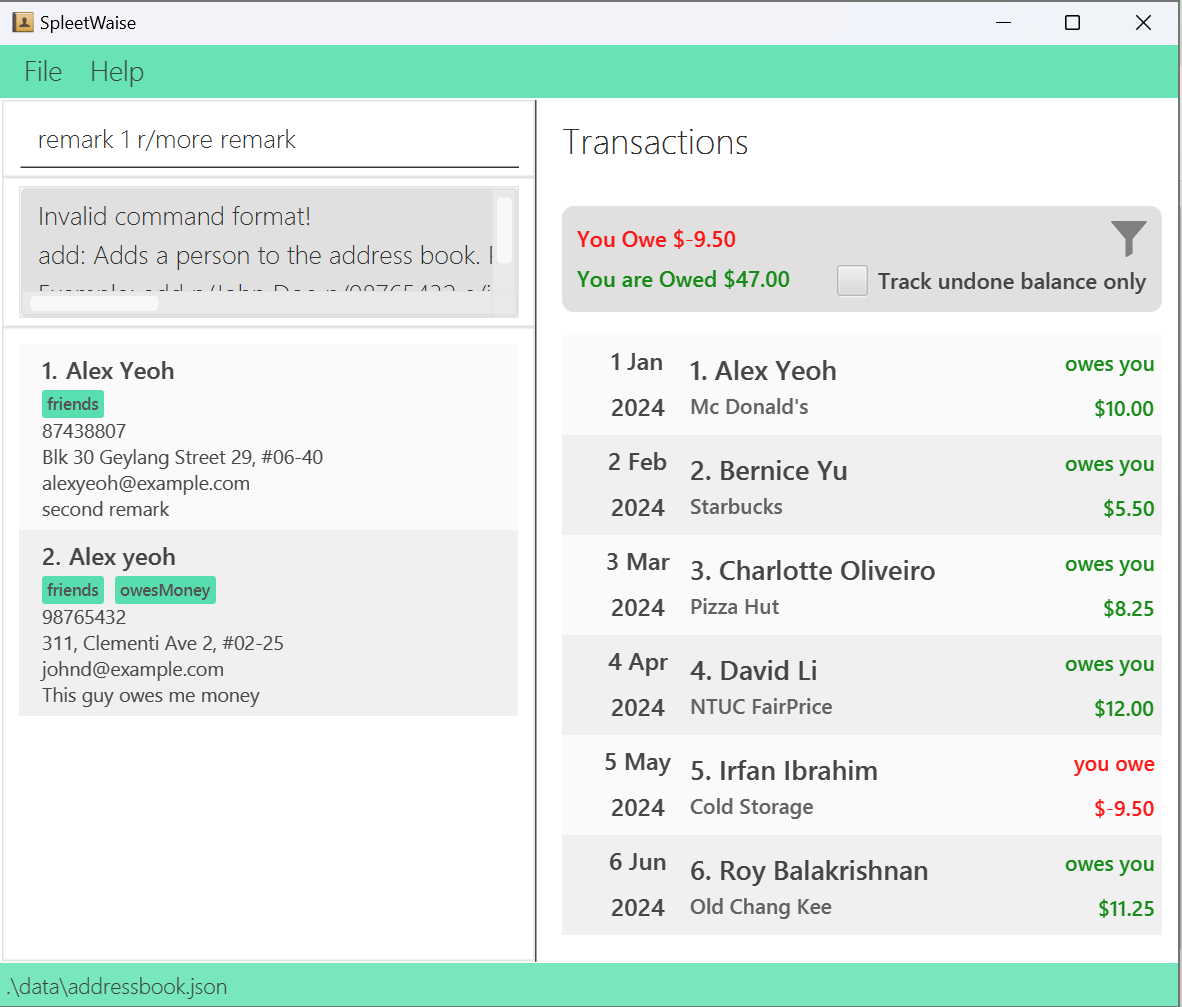 SpleetWaise
File Help
remark 1 r/more remark
Invalid command format!
add: Adds a person to the address book.
Example: add n/John Doe p/98765432 e/j
1. Alex Yeoh
friends
87438807
Blk 30 Geylang Street 29, #06-40
alexyeoh@example.com
second remark
2. Alex yeoh
friends owesMoney
98765432
311, Clementi Ave 2, #02-25
johnd@example.com
This guy owes me money
Transactions
You Owe $-9.50
You are Owed $47.00
Track undone balance only
1 Jan
2024
1. Alex Yeoh
Mc Donald's
owes you
$10.00
2 Feb
2024
2. Bernice Yu
Starbucks
owes you
$5.50
3 Mar
2024
3. Charlotte Oliveiro
Pizza Hut
owes you
$8.25
4 Apr
2024
4. David Li
NTUC FairPrice
owes you
$12.00
5 May
2024
5. Irfan Ibrahim
Cold Storage
you owe
$-9.50
6 Jun
2024
6. Roy Balakrishnan
Old Chang Kee
owes you
$11.25
.\data\addressbook.json